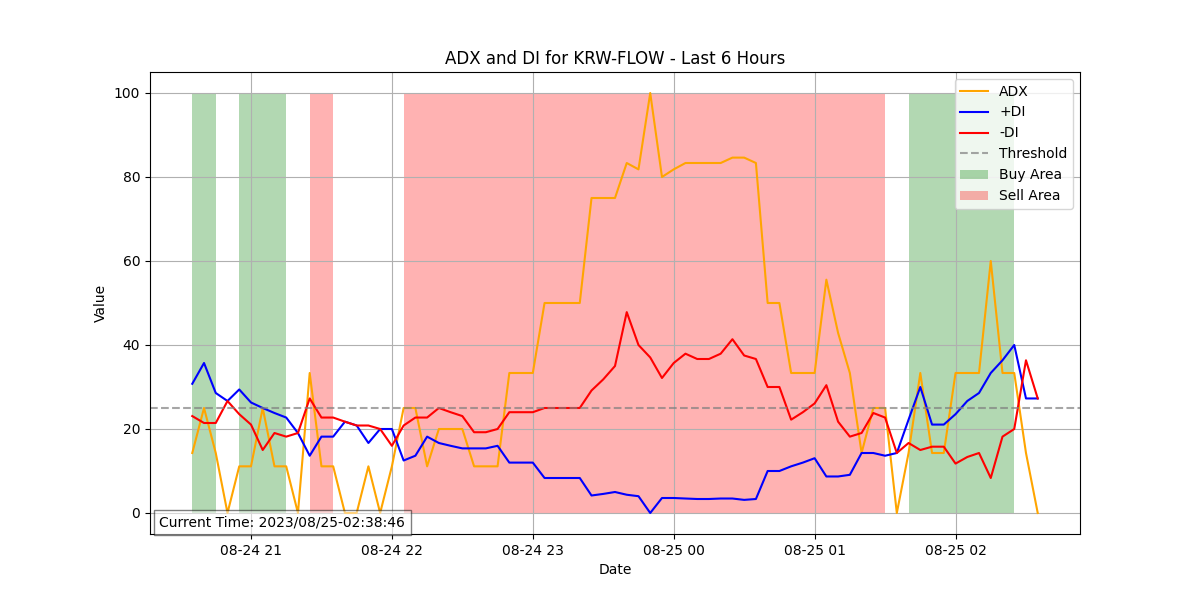 ADX and DI for KRW-FLOW - Last 6 Hours
100
80
60
40
20
0
Value
ADX
+DI
-DI
Threshold
Buy Area
Sell Area
Current Time: 2023/08/25-02:38:46
08-24 21
08-24 22
08-24 23
08-25 00
08-25 01
08-25 02
Date